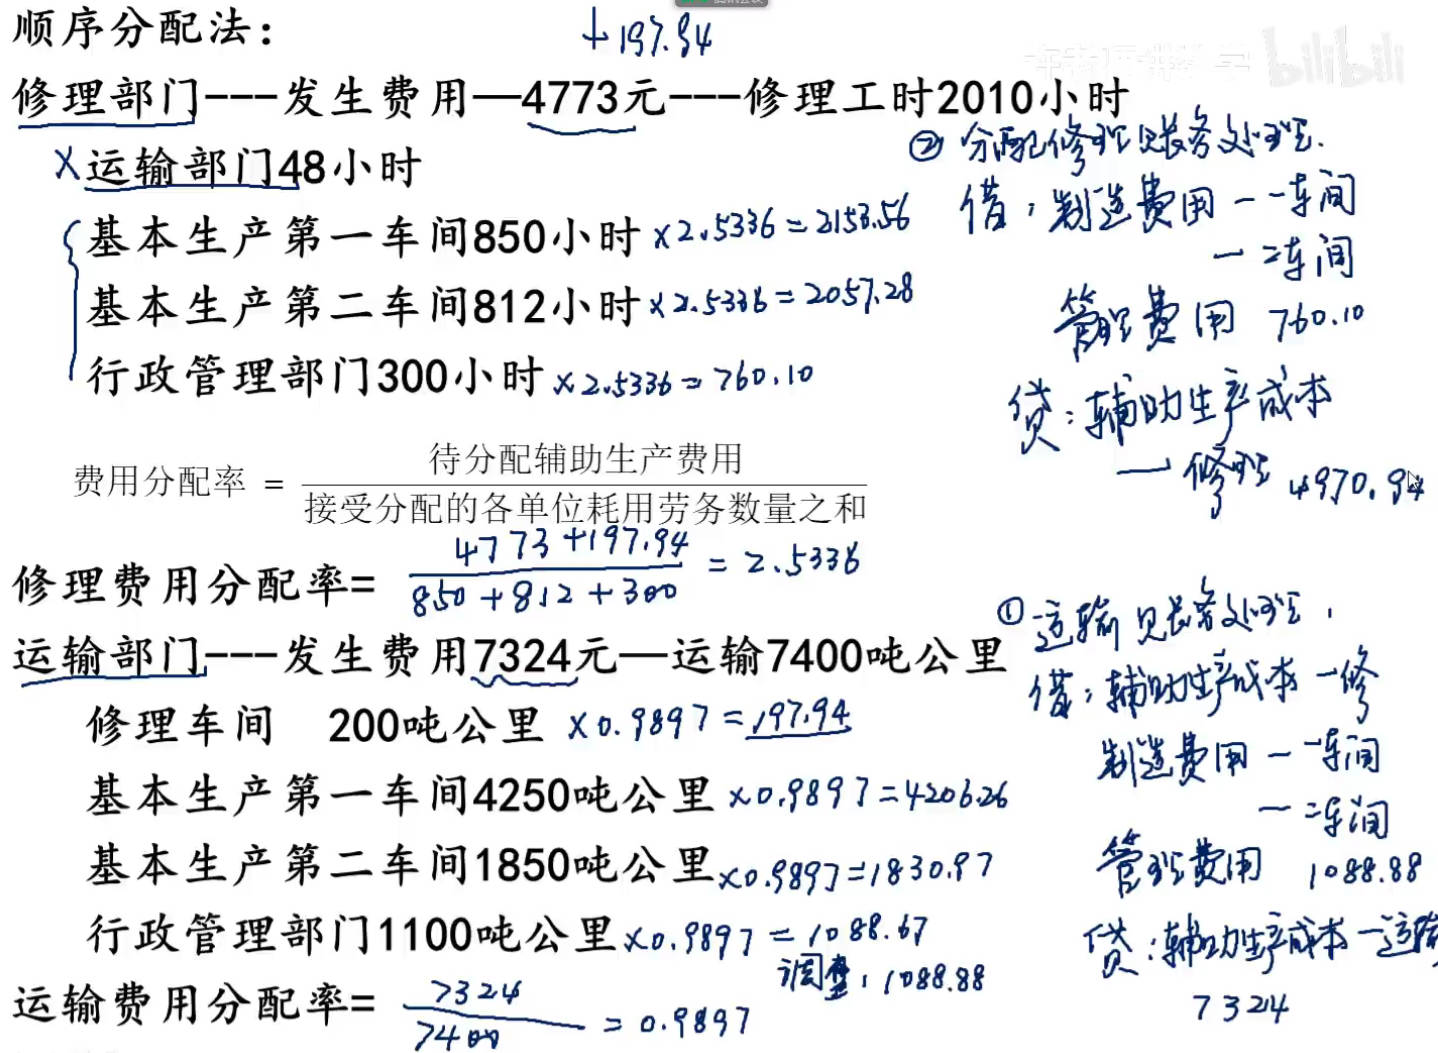 顺序分配法：
+197.94
bilibili
修理部门---发生费用—4773元---修理工时2010小时
×运输部门48小时
基本生产第一车间850小时 ×2.5336=2153.56
基本生产第二车间812小时 ×2.5336=2057.28
行政管理部门300小时 ×2.5336=760.10
②分配修理账务处理.
借：制造费用-一车间
-二车间
管理费用 760.10
贷：辅助生产成本
-修理 4970.94
费用分配率 = 待分配辅助生产费用
接受分配的各单位耗用劳务数量之和
修理费用分配率= 4773+197.94
850+812+300
=2.5336
运输部门---发生费用7324元—运输7400吨公里
修理车间 200吨公里 ×0.9897=197.94
基本生产第一车间4250吨公里 ×0.9897=4206.26
基本生产第二车间1850吨公里 ×0.9897=1830.97
行政管理部门1100吨公里 ×0.9897=1088.67
调整：1088.88
运输费用分配率= 7324
7400
=0.9897
①运输账务处理.
借：辅助生产成本-修
制造费用-一车间
-二车间
管理费用 1088.88
贷：辅助生产成本-运输
7324